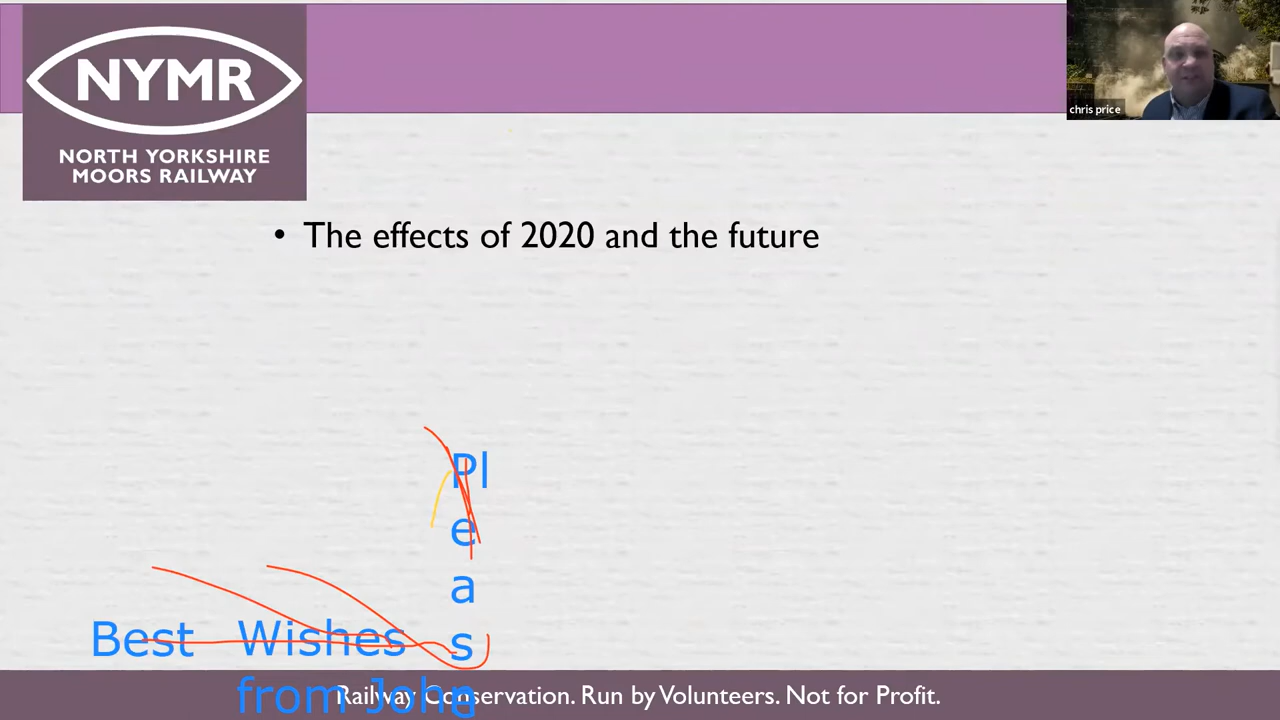 NYMR
NORTH YORKSHIRE
MOORS RAILWAY
chris price
• The effects of 2020 and the future
Pl
e
a
s
e
Best Wishes
from John
Railway Conservation. Run by Volunteers. Not for Profit.